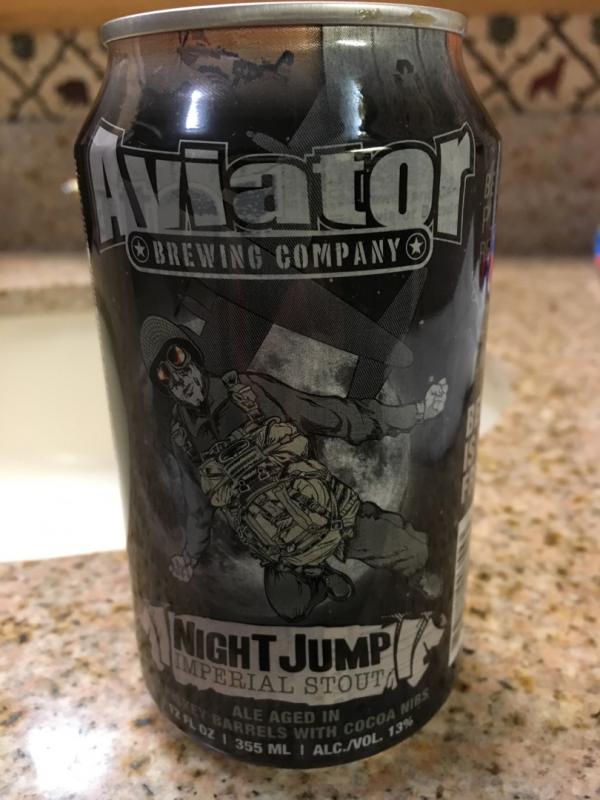 Aviator
BREWING COMPANY
NIGHT JUMP
IMPERIAL STOUT
ALE AGED IN
BARRELS WITH COCOA NIBS
12 FL OZ | 355 ML | ALC./VOL. 13%